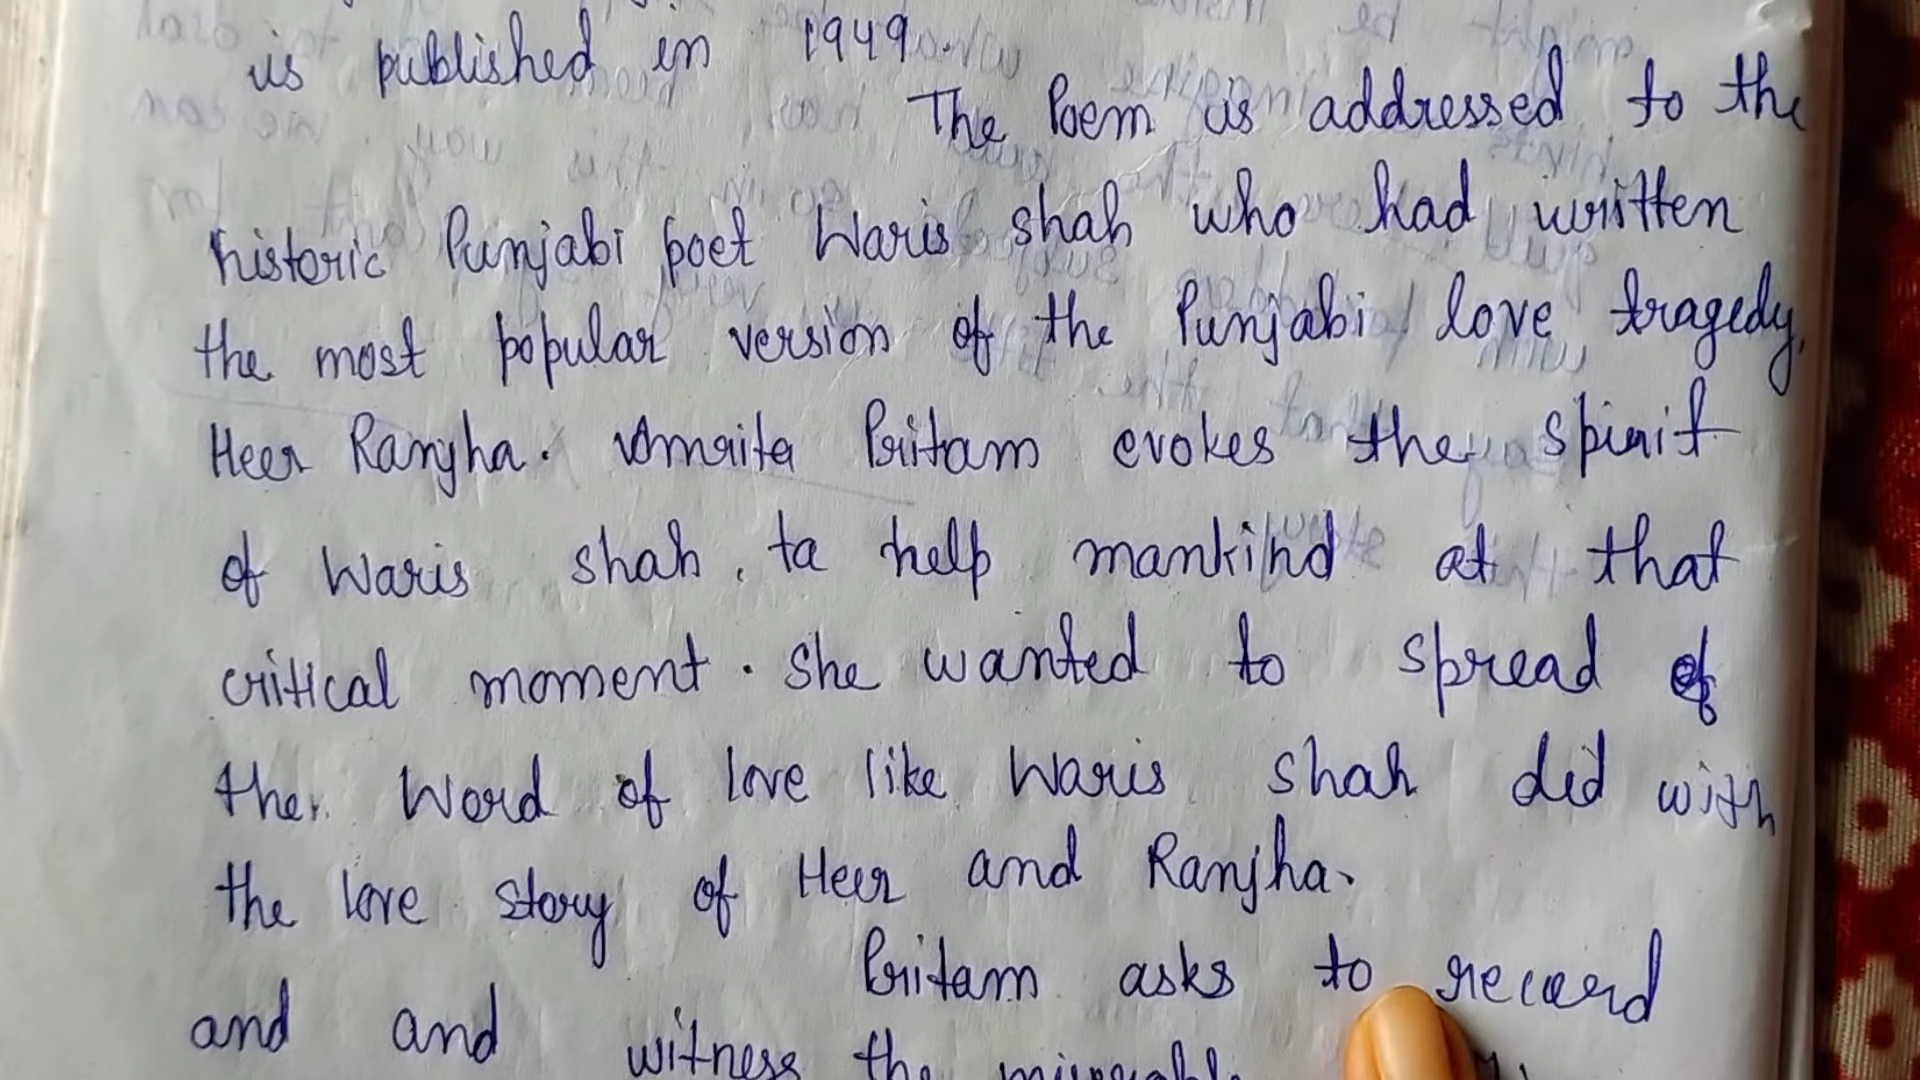 is published in 1949.
The Poem is addressed to the
historic Punjabi poet Waris shah who had written
the most popular version of the Punjabi love tragedy,
Heer Ranjha. Amrita Pritam evokes the spirit
of Waris shah, to help mankind at that
critical moment. She wanted to spread of
the. Word of love like Waris shah did with
the love story of Heer and Ranjha.
Pritam asks to record
and and witness the miserable